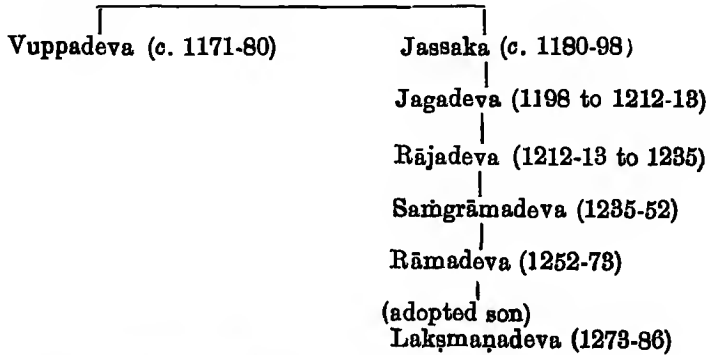 Vuppadeva (c. 1171-80) Jassaka (c. 1180-98)
Jagadeva (1198 to 1212-13)
Rājadeva (1212-13 to 1235)
Saṁgrāmadeva (1235-52)
Rāmadeva (1252-73)
(adopted son)
Lakṣmaṇadeva (1273-86)